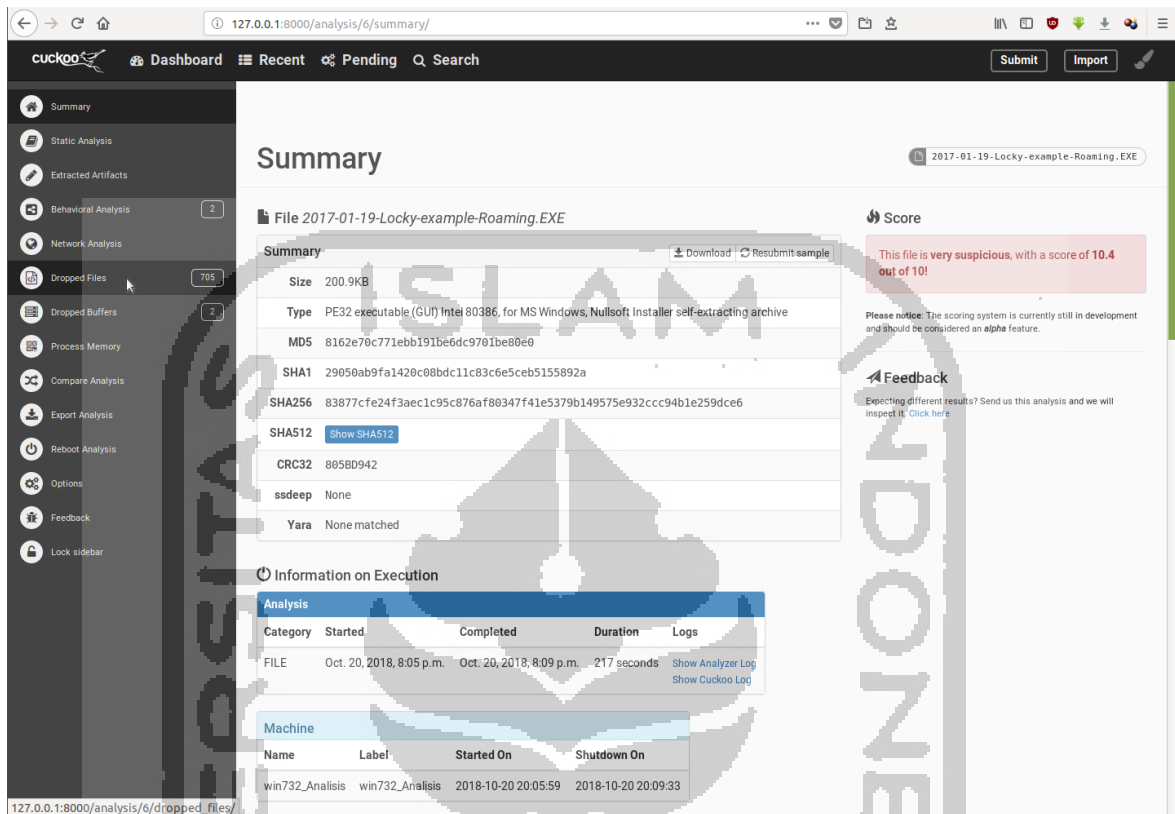 127.0.0.1:8000/analysis/6/summary/
cuckoo Dashboard Recent Pending Search Submit Import
Summary
Static Analysis
Extracted Artifacts
Behavioral Analysis 2
Network Analysis
Dropped Files 705
Dropped Buffers 2
Process Memory
Compare Analysis
Export Analysis
Reboot Analysis
Options
Feedback
Lock sidebar
Summary
2017-01-19-Locky-example-Roaming.EXE
File 2017-01-19-Locky-example-Roaming.EXE
Summary Download Resubmit sample
Size 200.9KB
Type PE32 executable (GUI) Intel 80386, for MS Windows, Nullsoft Installer self-extracting archive
MD5 8162e70c771ebb191be6dc9701be80e0
SHA1 29050ab9fa1420c08bdc11c83c6e5ceb5155892a
SHA256 83877cfe24f3aec1c95c876af80347f41e5379b149575e932ccc94b1e259dce6
SHA512 Show SHA512
CRC32 805BD942
ssdeep None
Yara None matched
Score
This file is very suspicious, with a score of 10.4
out of 10!
Please notice: The scoring system is currently still in development
and should be considered an alpha feature.
Feedback
Expecting different results? Send us this analysis and we will
inspect it. Click here
Information on Execution
Analysis
Category Started Completed Duration Logs
FILE Oct. 20, 2018, 8:05 p.m. Oct. 20, 2018, 8:09 p.m. 217 seconds Show Analyzer Log
Show Cuckoo Log
Machine
Name Label Started On Shutdown On
win732_Analisis win732_Analisis 2018-10-20 20:05:59 2018-10-20 20:09:33
127.0.0.1:8000/analysis/6/dropped_files/
ISLAM